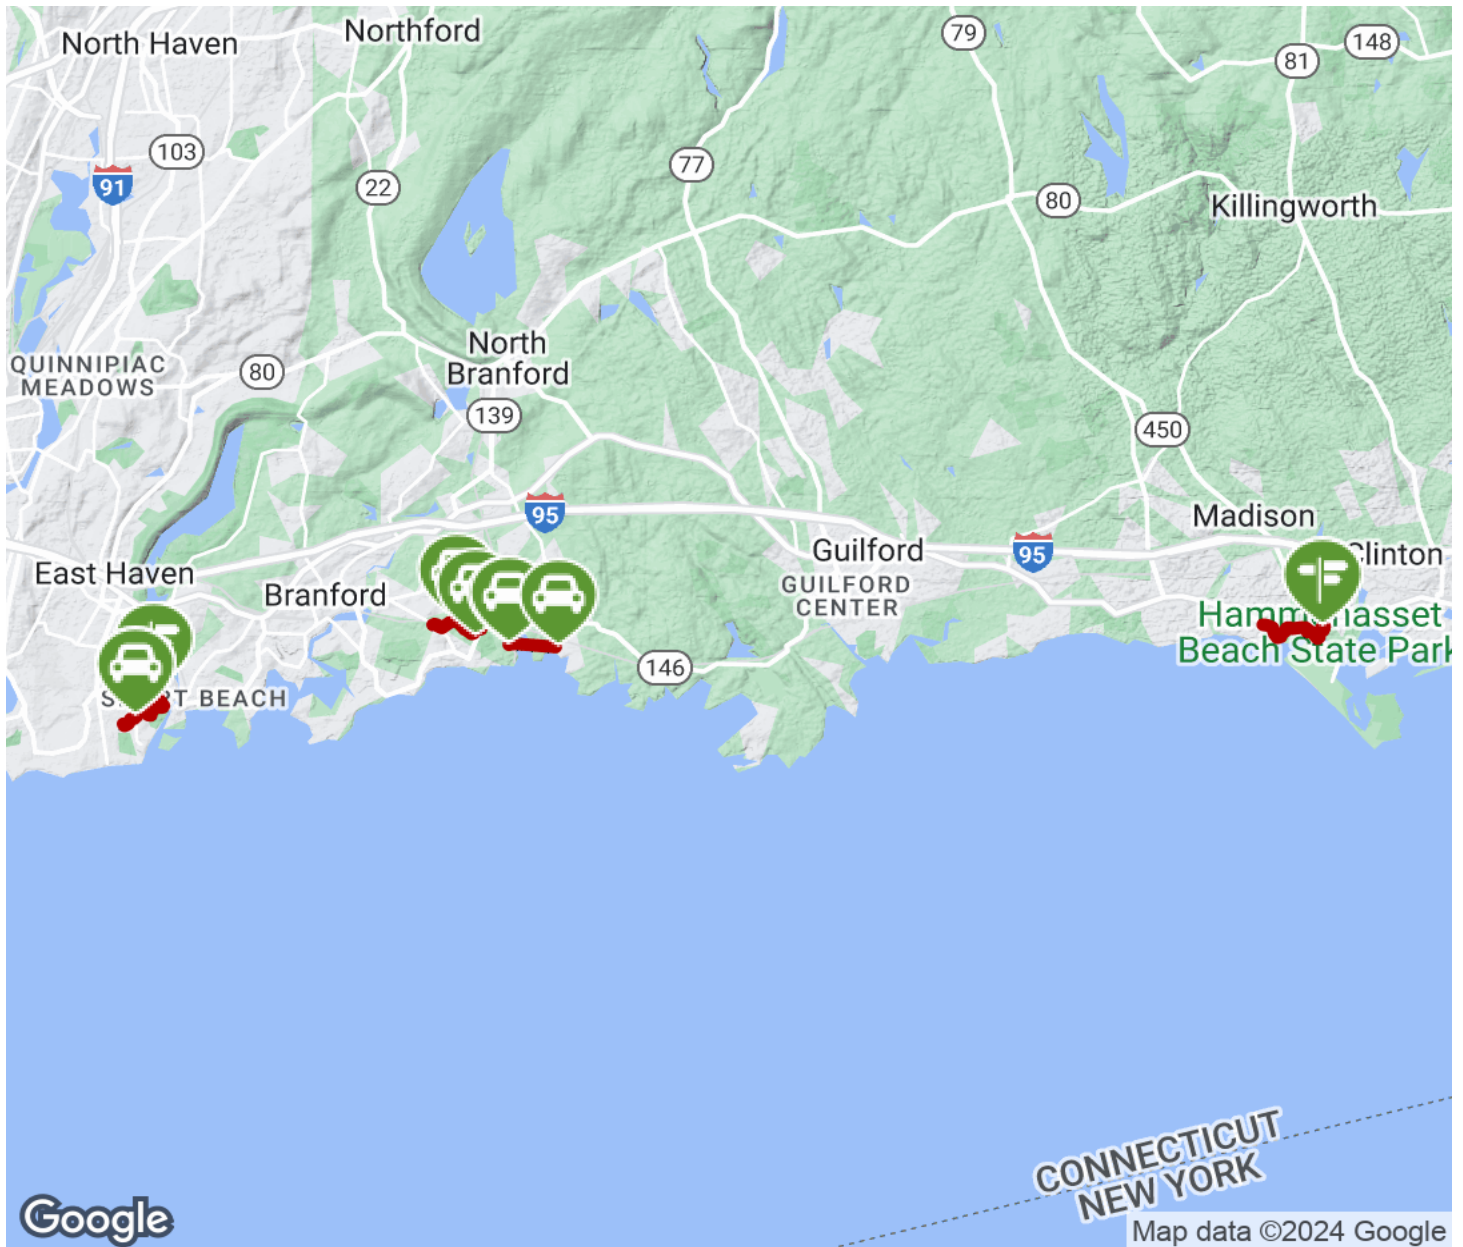 Northford
79
148
North Haven
81
103
77
91
22
80
Killingworth
North
Branford
QUINNIPIAC
MEADOWS
80
139
450
95
Madison
Guilford
95
Clinton
East Haven
GUILFORD
CENTER
Branford
Beach State Park
146
BEACH
CONNECTICUT
NEW YORK
Google
Map data ©2024 Google